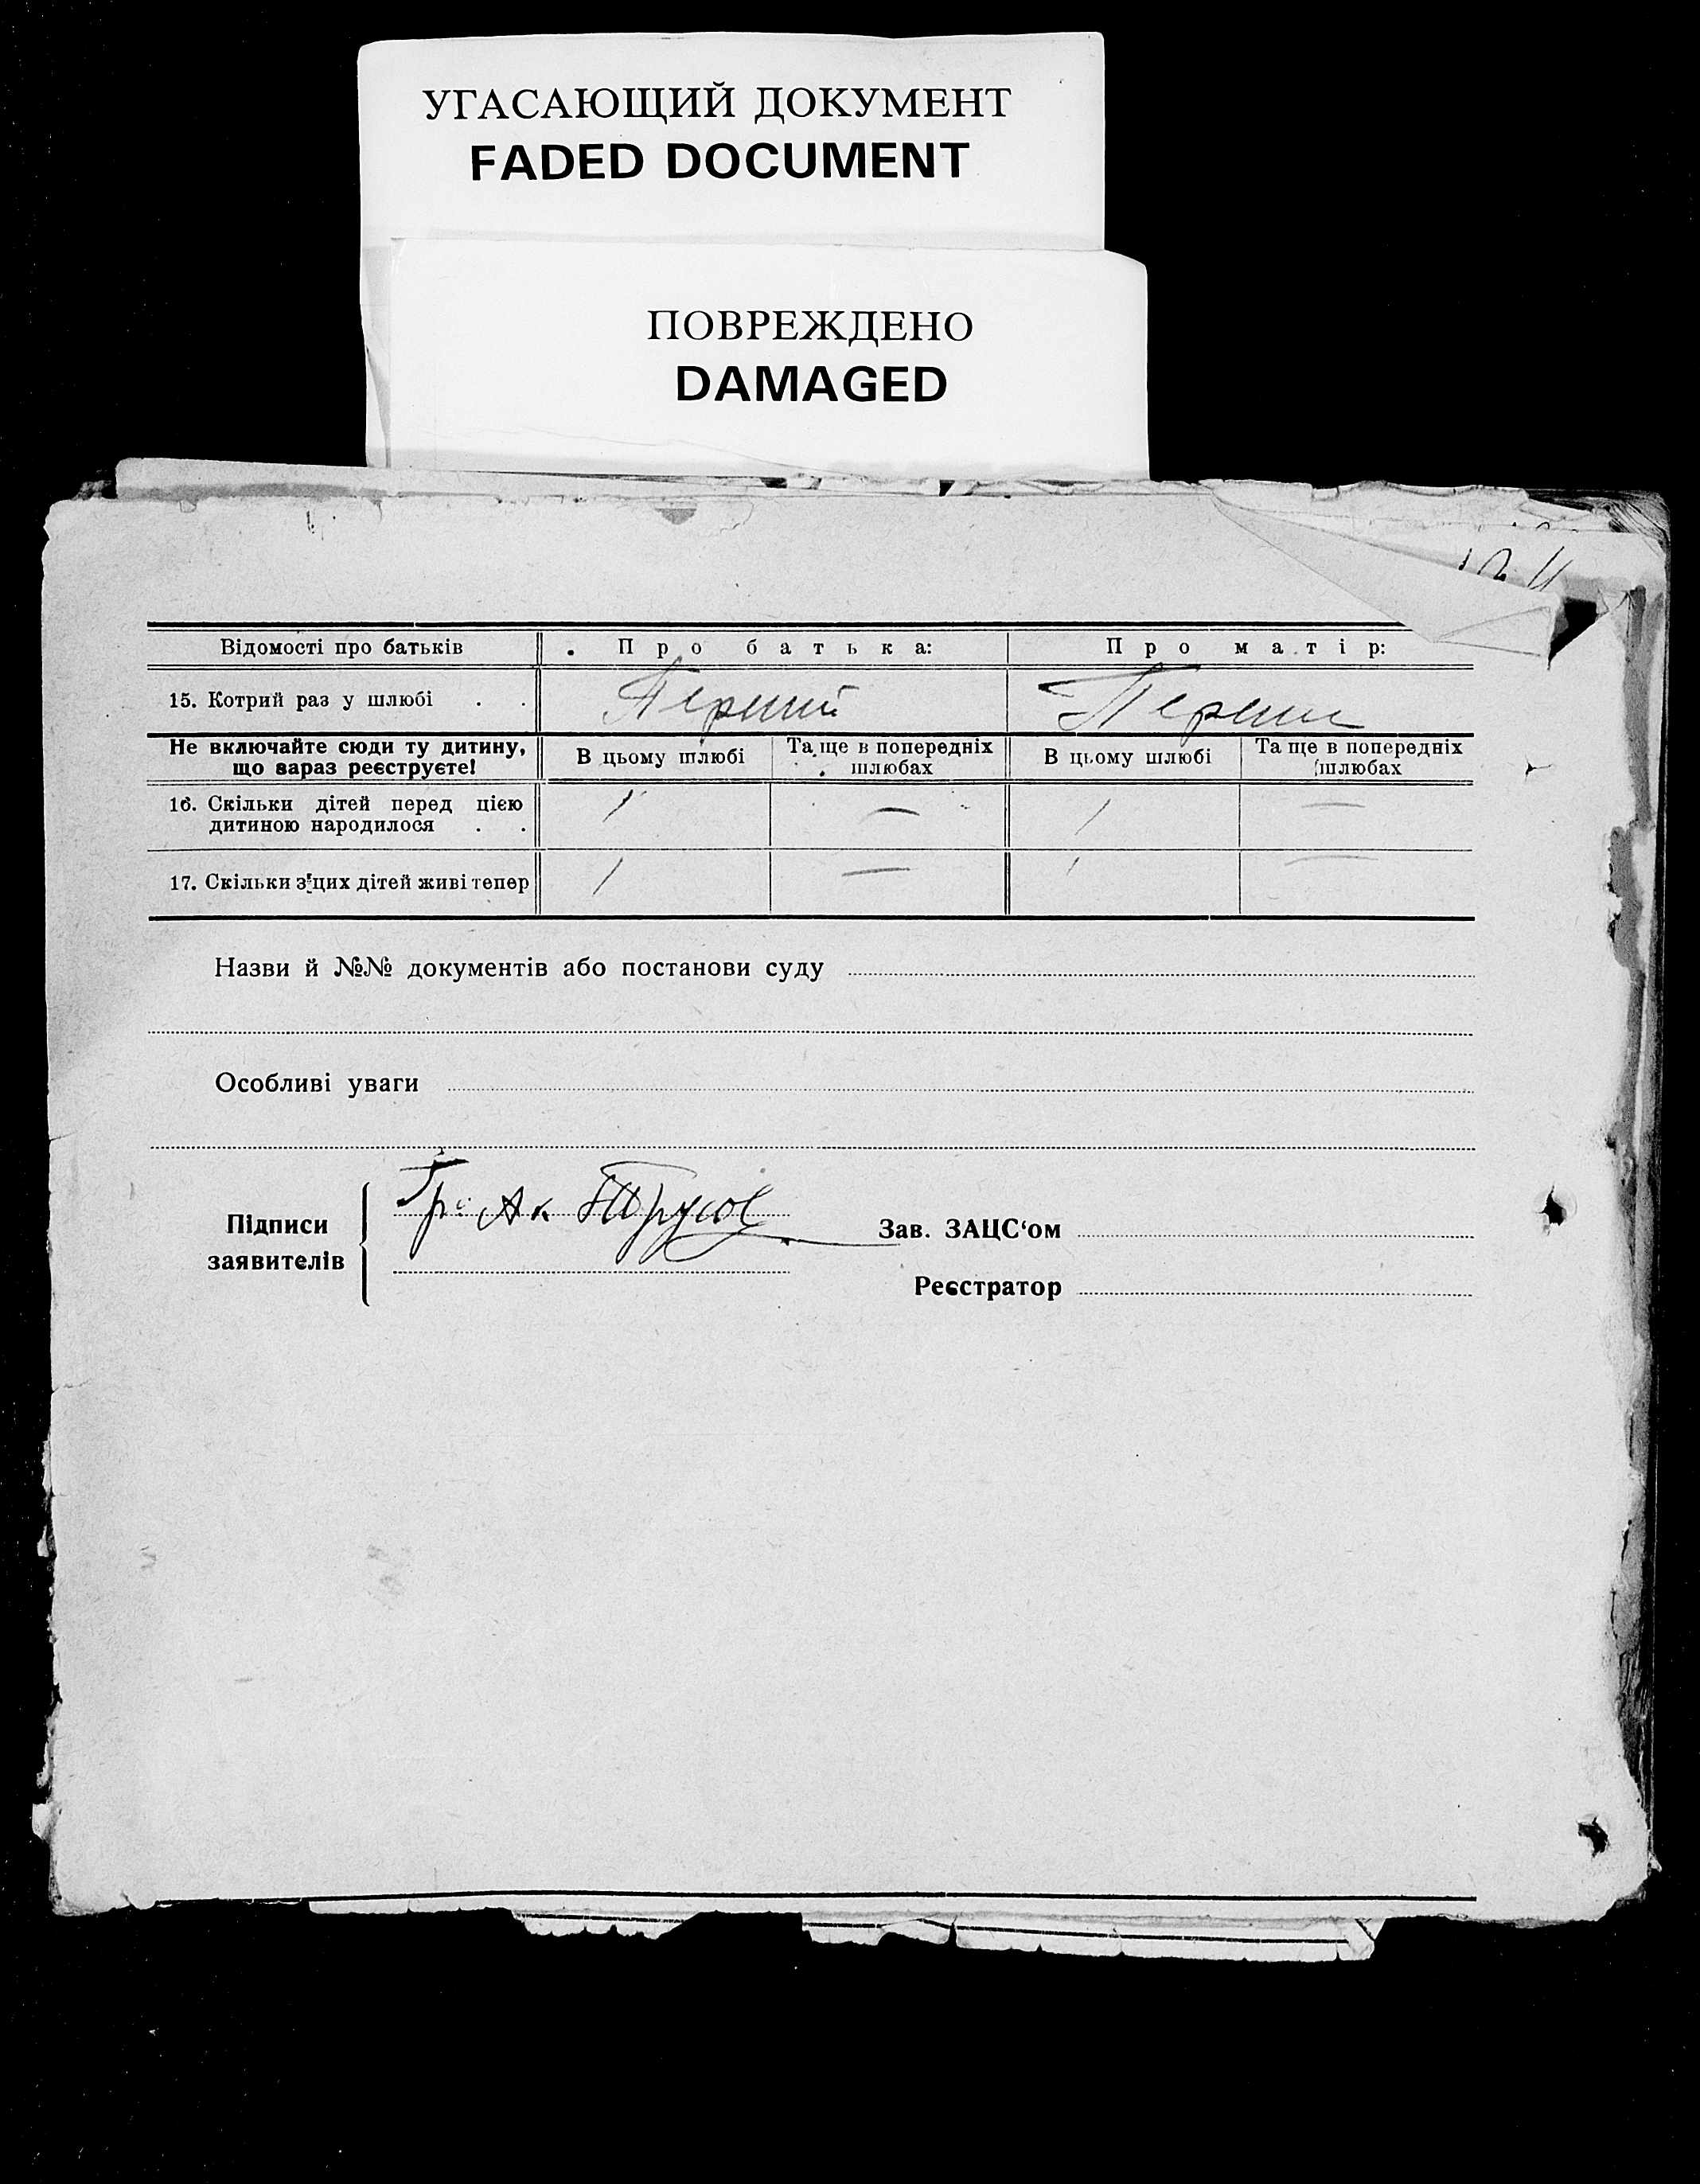 УГАСАЮЩИЙ ДОКУМЕНТ
FADED DOCUMENT
ПОВРЕЖДЕНО
DAMAGED
Відомості про батьків Про батька: Про матір:
15. Котрий раз у шлюбі . . Перший Перши
Не включайте сюди ту дитину, що зараз реєструєте! В цьому шлюбі Та ще в попередніх шлюбах В цьому шлюбі Та ще в попередніх шлюбах
16. Скільки дітей перед цією дитиною народилося . . 1 — 1 —
17. Скільки з цих дітей живі тепер 1 — 1 —
Назви й №№ документів або постанови суду
Особливі уваги
Підписи заявителів
Зав. ЗАЦС‘ом
Реєстратор